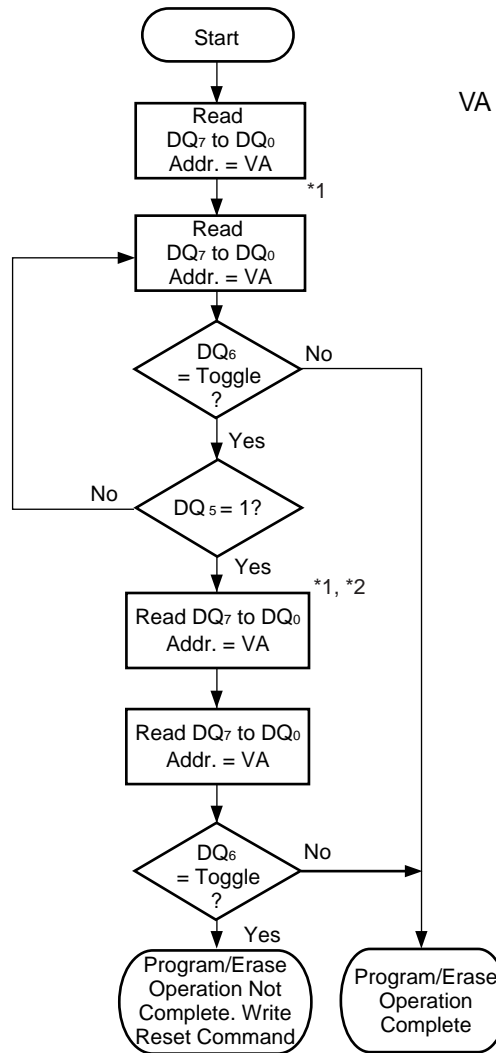 Start
VA
Read
DQ7 to DQ0
Addr. = VA
*1
Read
DQ7 to DQ0
Addr. = VA
DQ6
= Toggle
?
No
Yes
No
DQ 5 = 1?
Yes
*1, *2
Read DQ7 to DQ0
Addr. = VA
Read DQ7 to DQ0
Addr. = VA
DQ6
= Toggle
?
No
Yes
Program/Erase
Operation Not
Complete. Write
Reset Command
Program/Erase
Operation
Complete